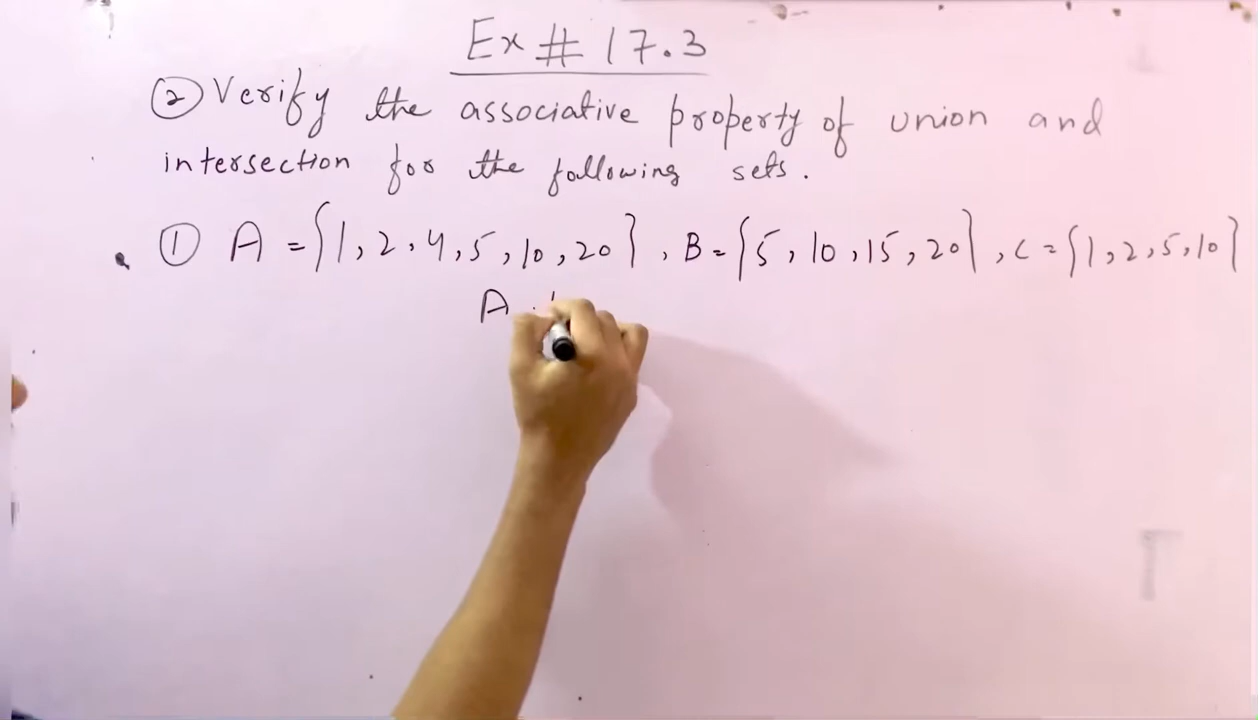 Ex # 17.3
② Verify the associative property of union and
intersection for the following sets.
① A = {1, 2, 4, 5, 10, 20}, B = {5, 10, 15, 20}, C = {1, 2, 5, 10}
A